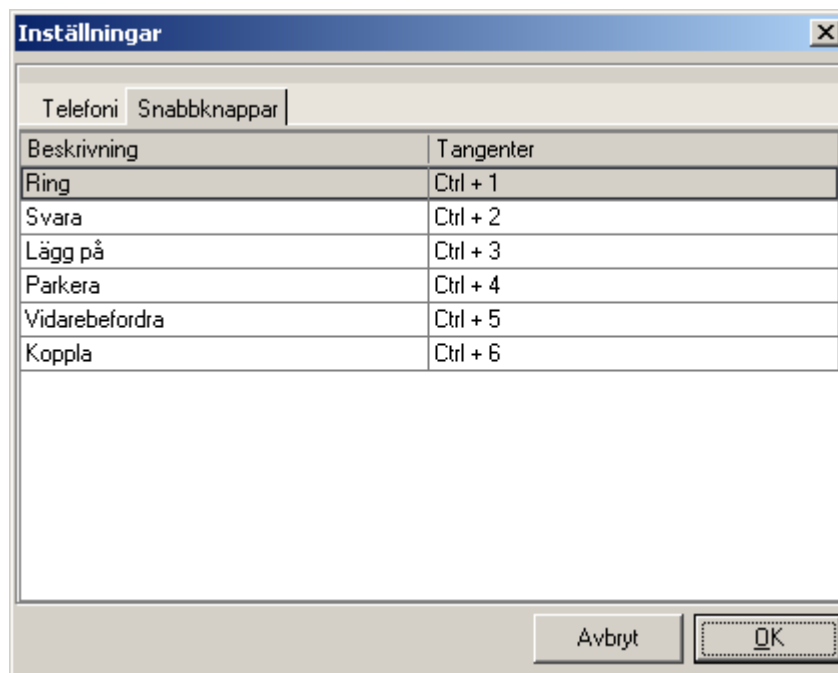 Inställningar
Telefoni Snabbknappar
Beskrivning Tangenter
Ring Ctrl + 1
Svara Ctrl + 2
Lägg på Ctrl + 3
Parkera Ctrl + 4
Vidarebefordra Ctrl + 5
Koppla Ctrl + 6
Avbryt OK